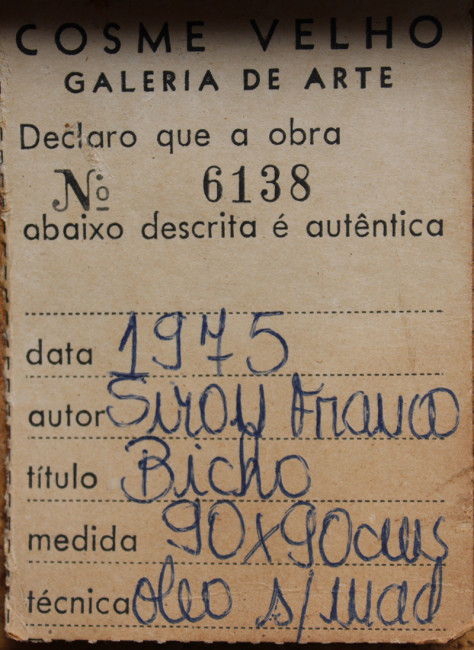 COSME VELHO
GALERIA DE ARTE
Declaro que a obra
Nº 6138
abaixo descrita é autêntica
data 1975
autor Siron Franco
título Bicho
medida 90x90cms
técnica óleo s/mad